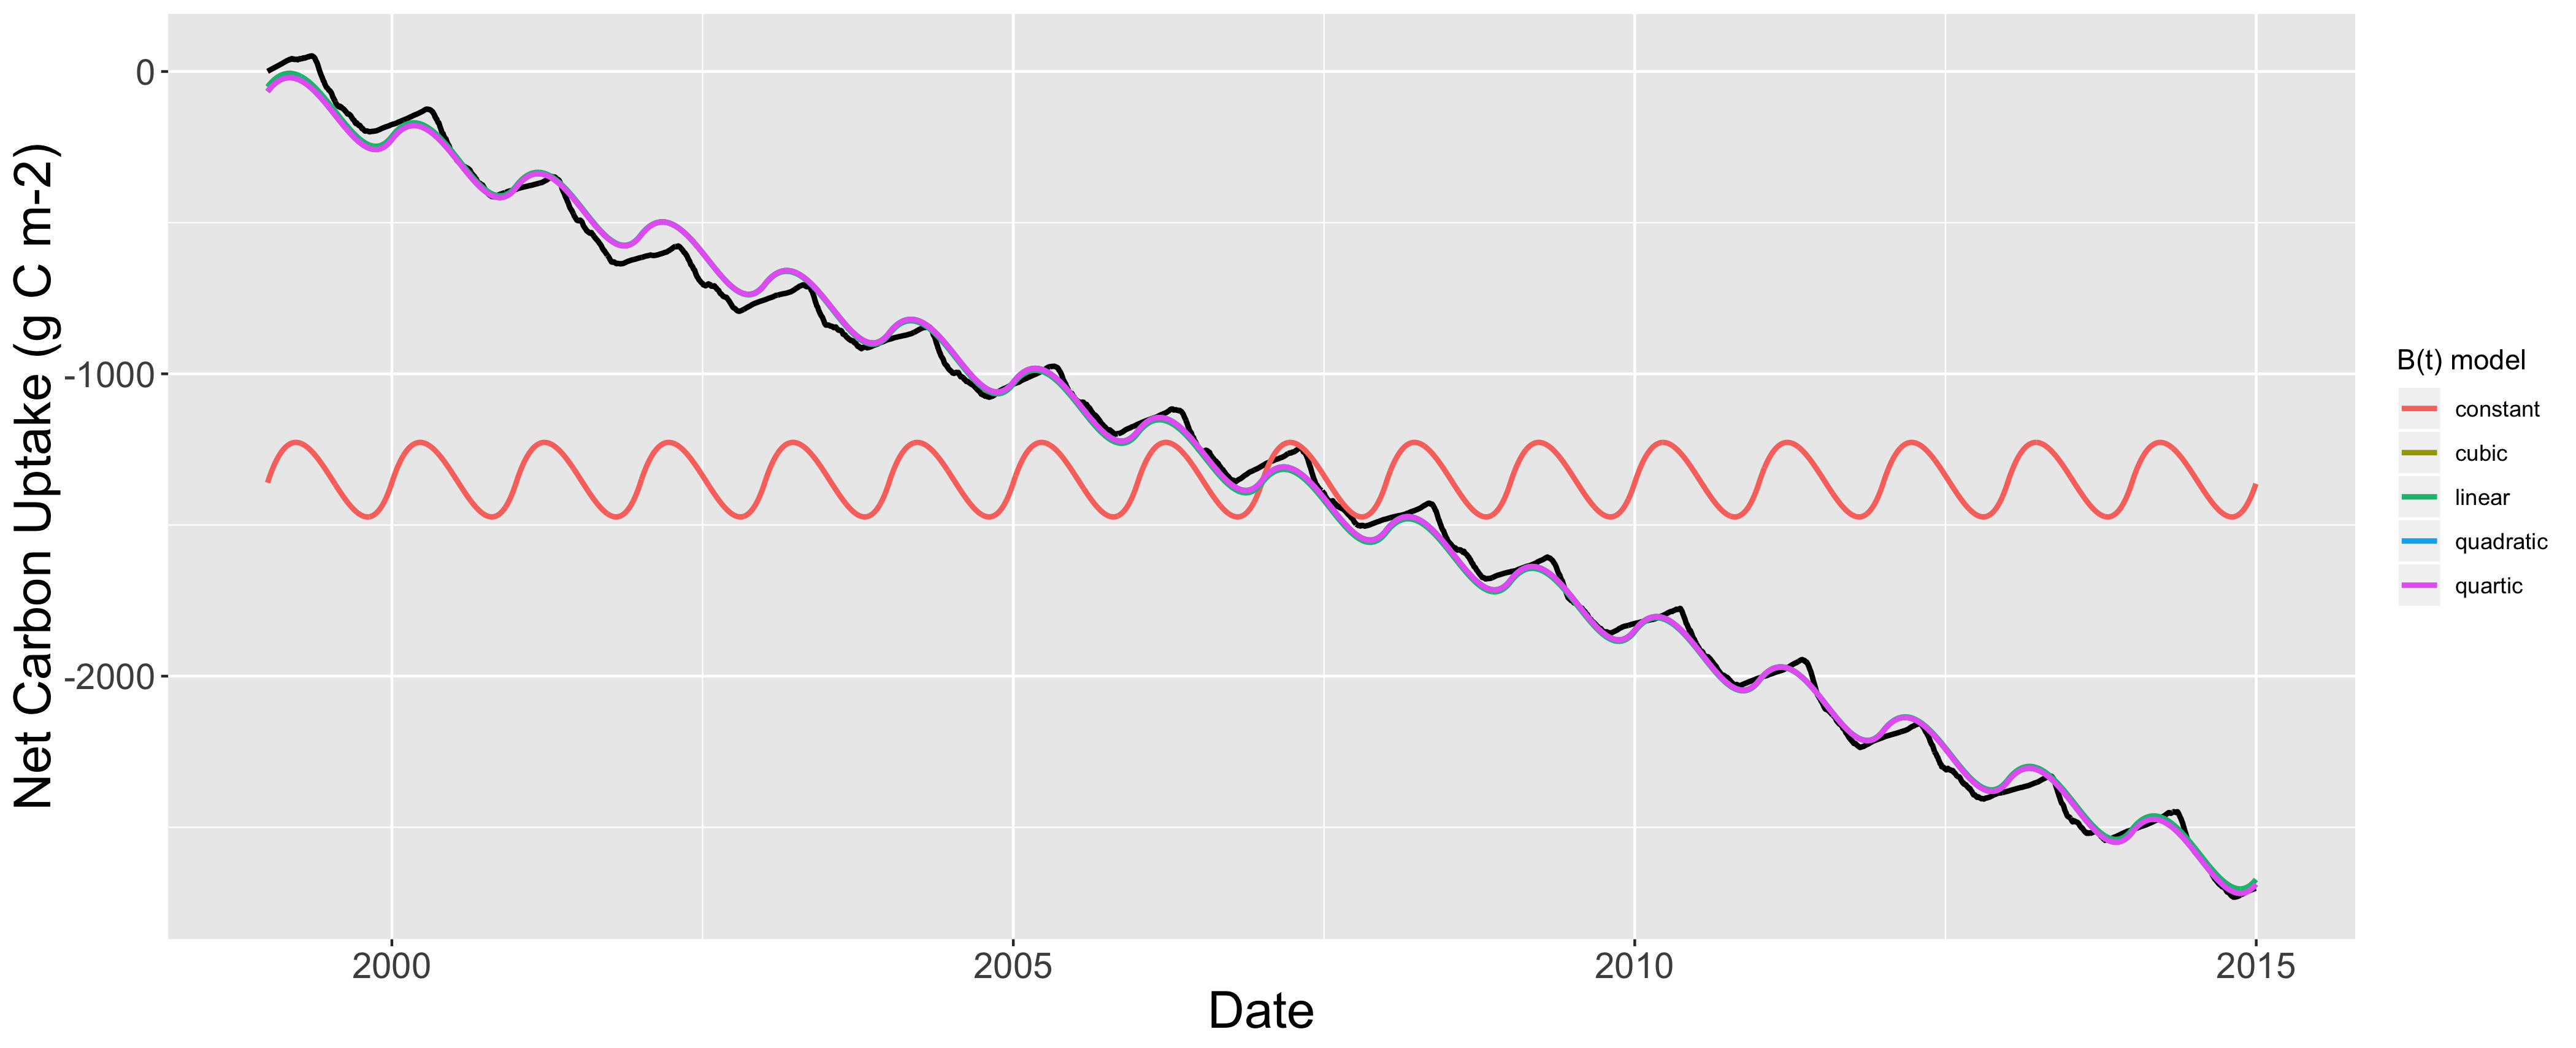 Net Carbon Uptake (g C m-2)
0
-1000
-2000
2000
2005
2010
2015
Date
B(t) model
constant
cubic
linear
quadratic
quartic